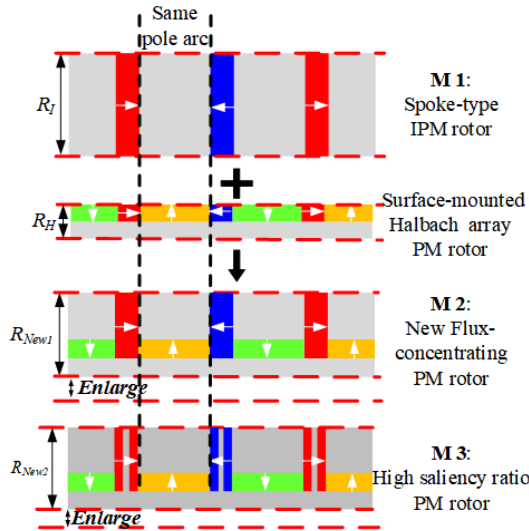 Same
pole arc
R_I
M 1:
Spoke-type
IPM rotor
R_H
Surface-mounted
Halbach array
PM rotor
R_New1
M 2:
New Flux-
concentrating
PM rotor
Enlarge
R_New2
M 3:
High saliency ratio
PM rotor
Enlarge